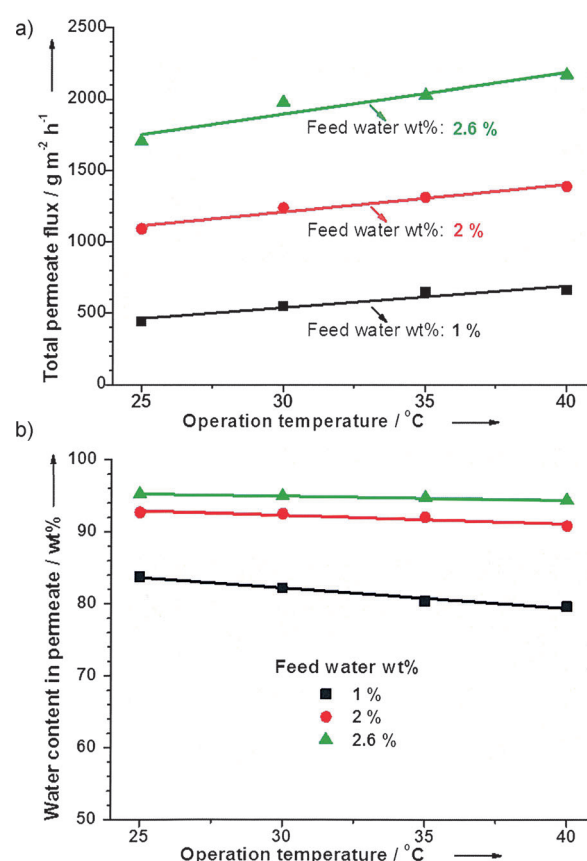 a)
Total permeate flux / g m⁻² h⁻¹
2500
2000
1500
1000
500
0
Feed water wt%: 2.6 %
Feed water wt%: 2 %
Feed water wt%: 1 %
25
30
35
40
Operation temperature / °C
b)
Water content in permeate / wt%
100
90
80
70
60
50
Feed water wt%
1 %
2 %
2.6 %
25
30
35
40
Operation temperature / °C